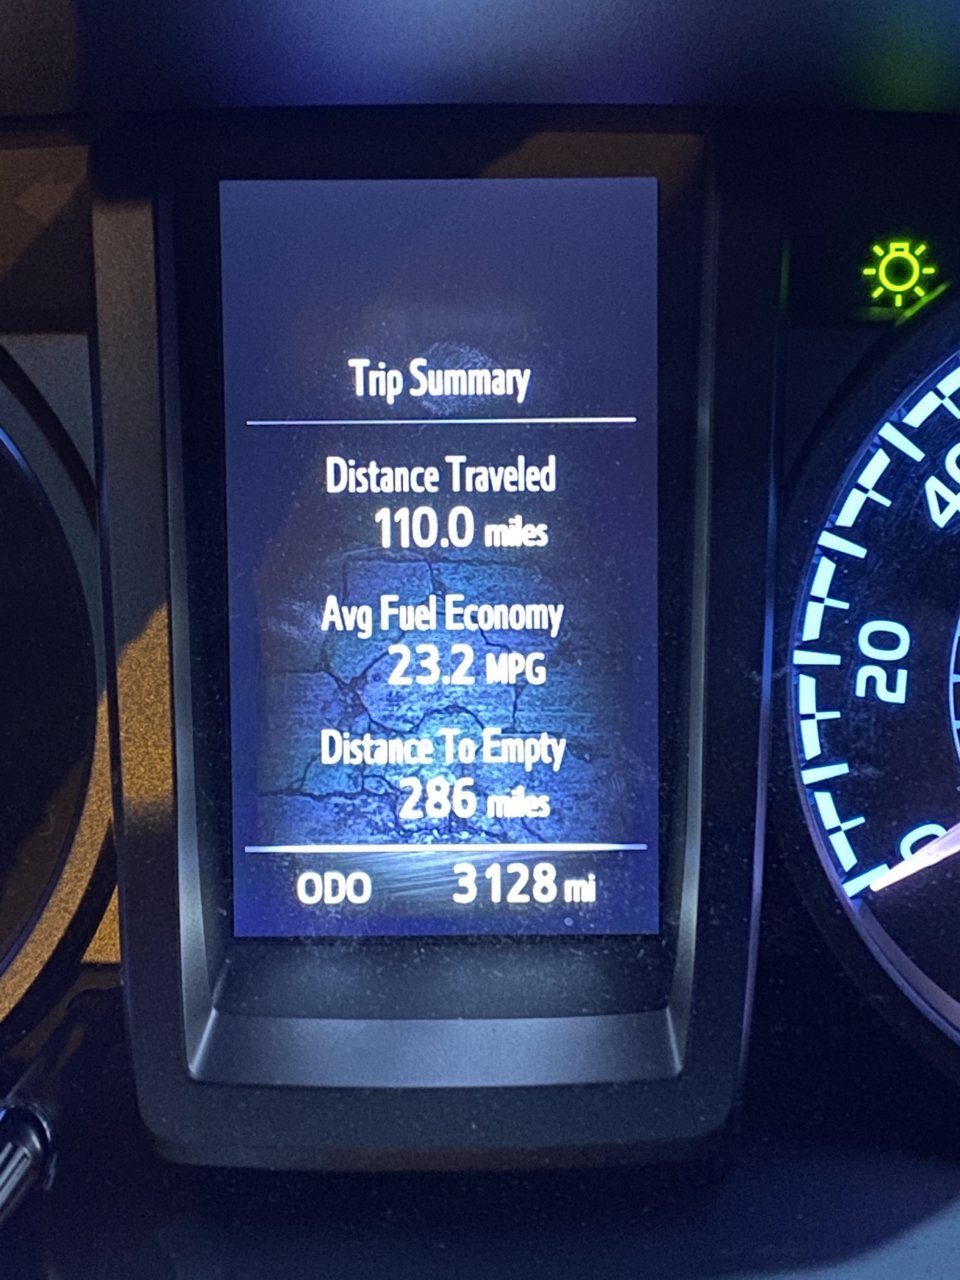 Trip Summary
Distance Traveled
110.0 miles
Avg Fuel Economy
23.2 MPG
Distance To Empty
286 miles
ODO 3128 mi
40
20
0